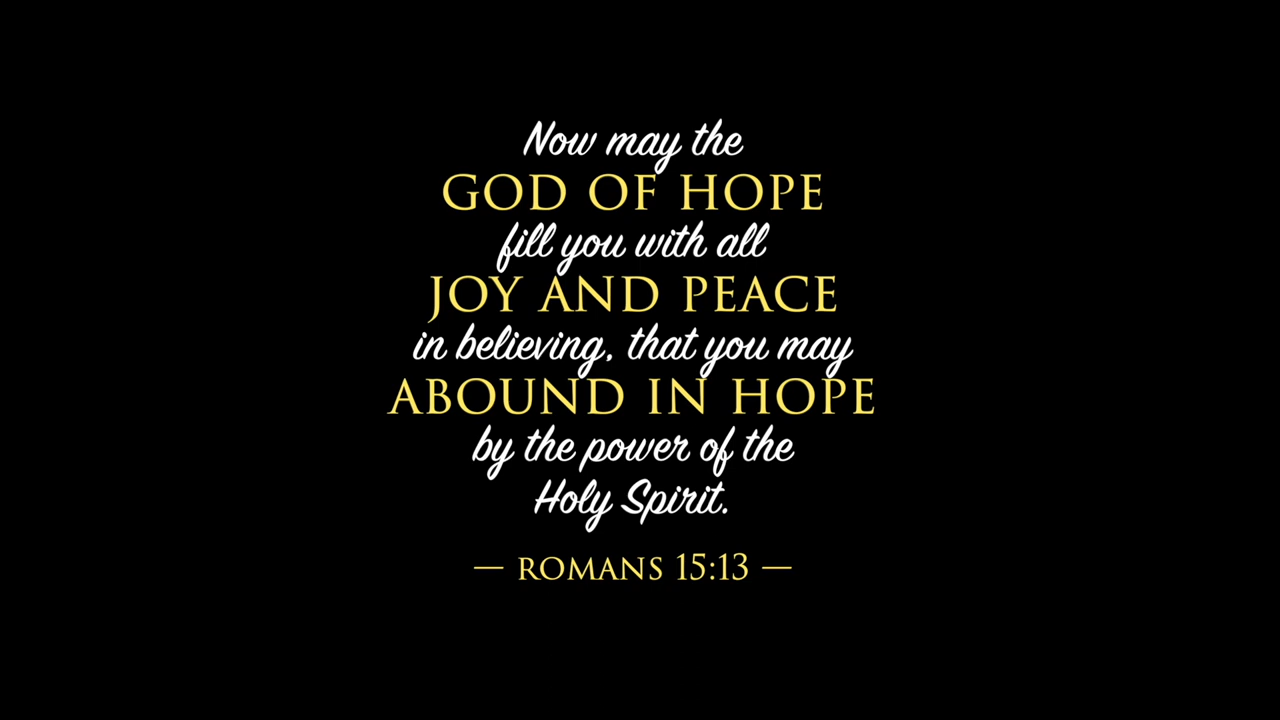 Now may the
GOD OF HOPE
fill you with all
JOY AND PEACE
in believing, that you may
ABOUND IN HOPE
by the power of the
Holy Spirit.
— ROMANS 15:13 —